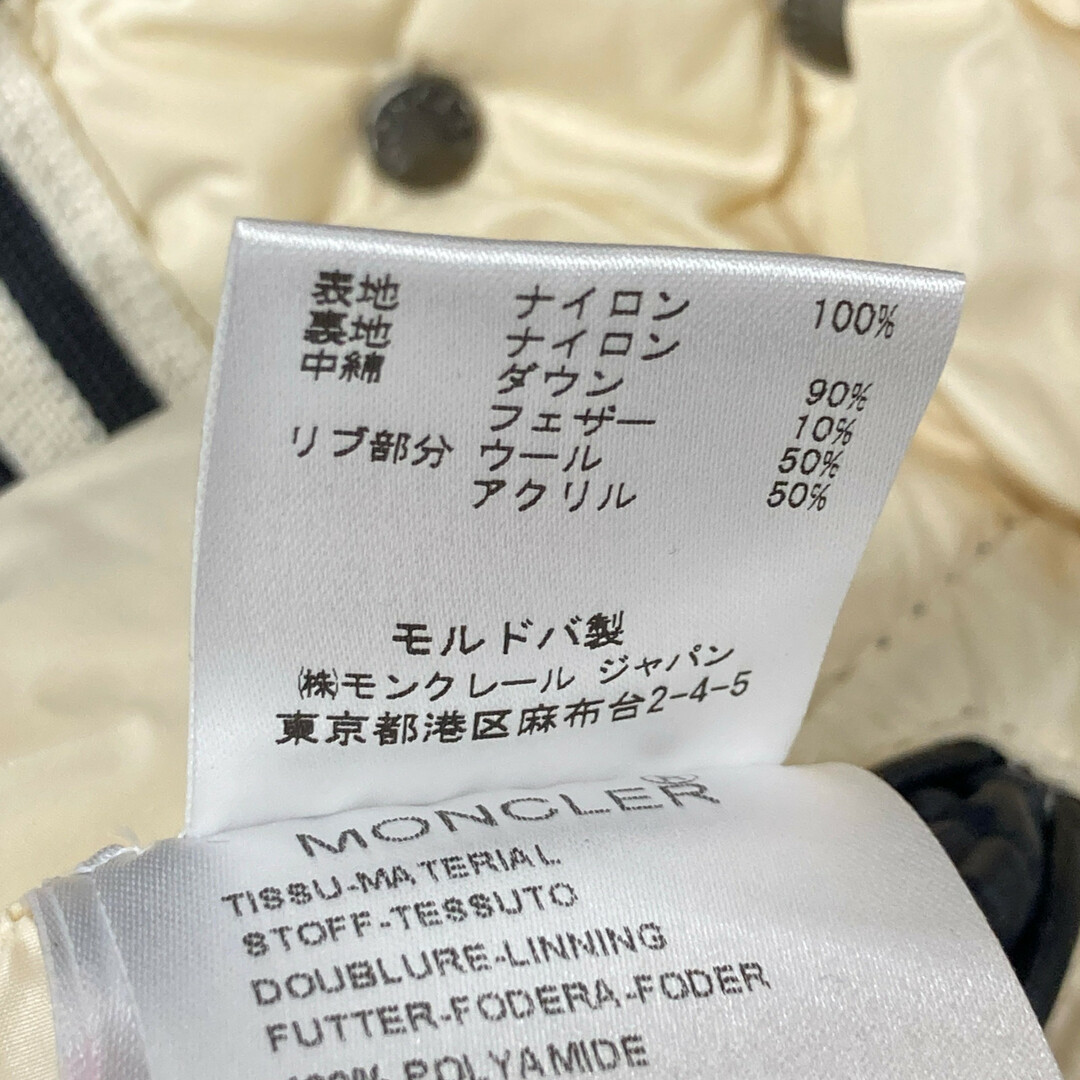 表地 ナイロン 100%
裏地 ナイロン
中綿 ダウン 90%
フェザー 10%
リブ部分 ウール 50%
アクリル 50%
モルドバ製
㈱モンクレール ジャパン
東京都港区麻布台2-4-5
MONCLER
TISSU-MATERIAL
STOFF-TESSUTO
DOUBLURE-LINNING
FUTTER-FODERA-FODER
100% POLYAMIDE